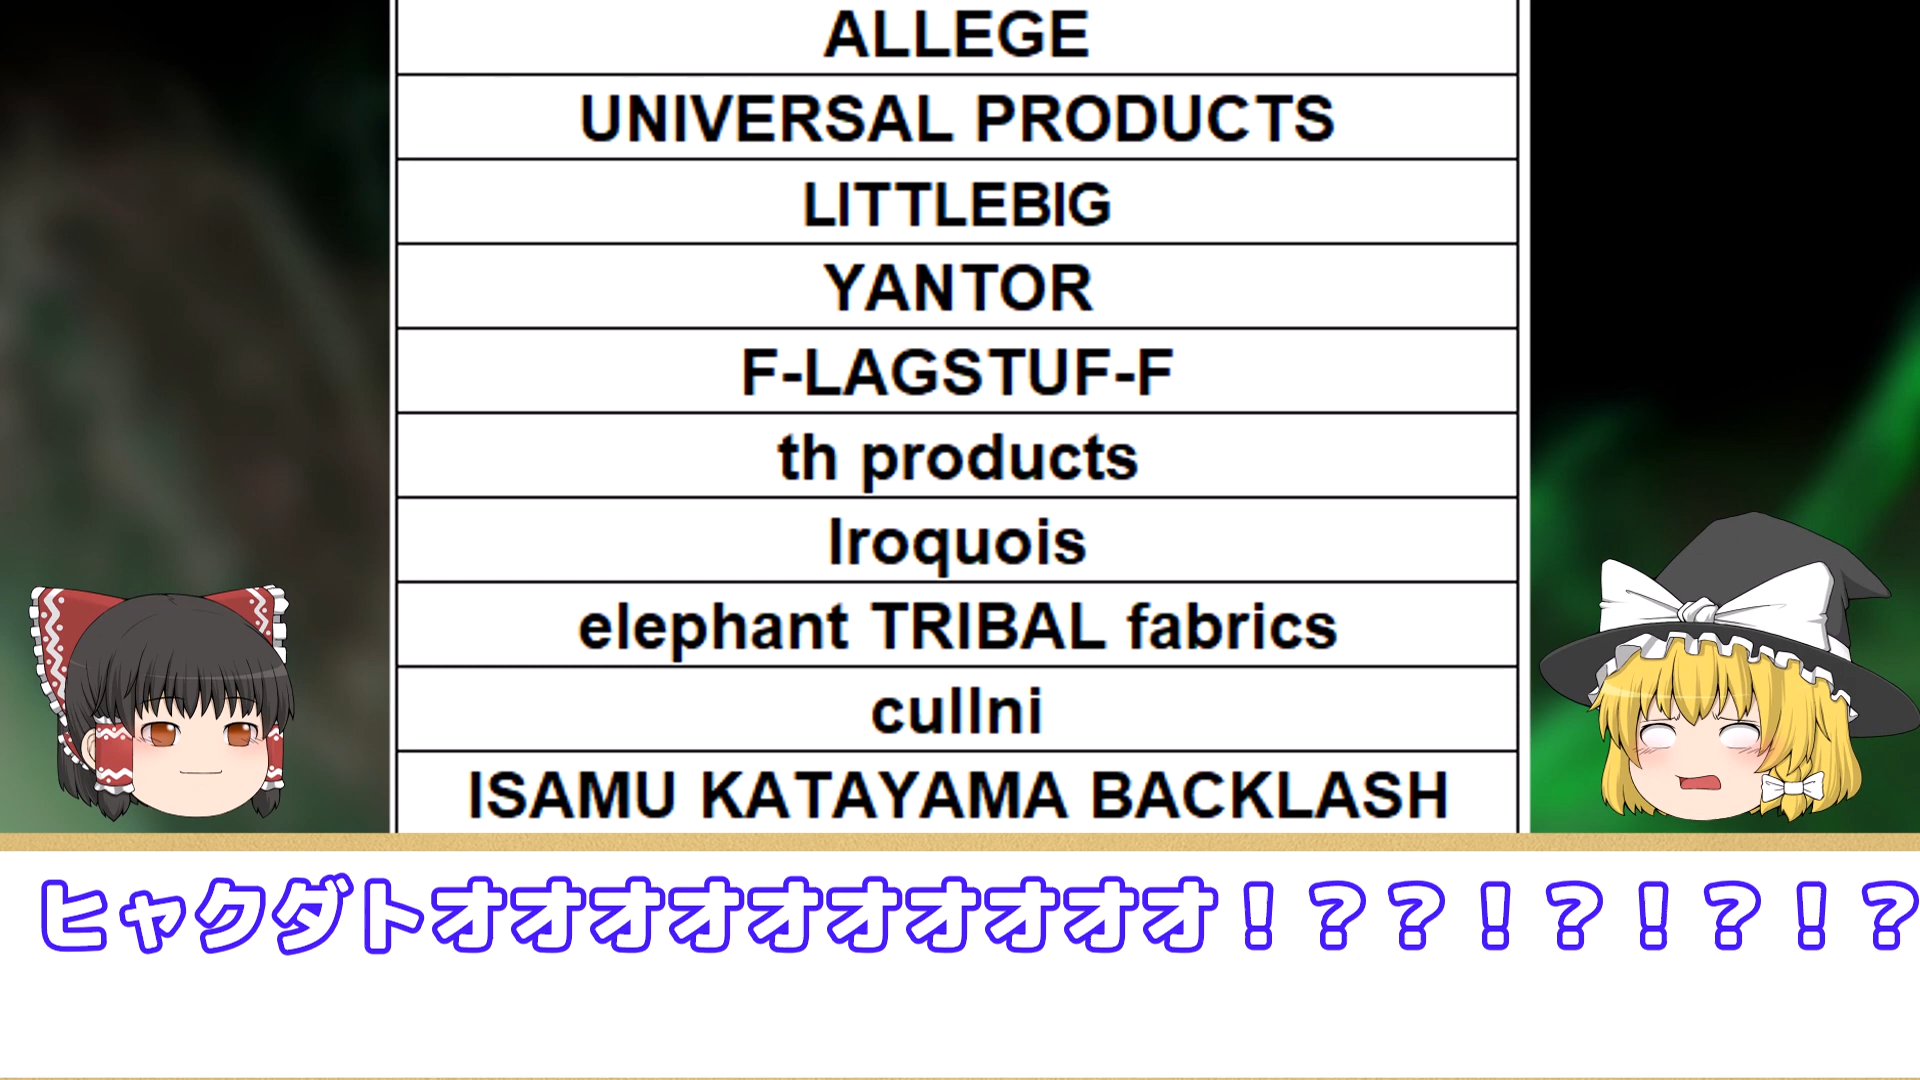 ALLEGE
UNIVERSAL PRODUCTS
LITTLEBIG
YANTOR
F-LAGSTUF-F
th products
Iroquois
elephant TRIBAL fabrics
cullni
ISAMU KATAYAMA BACKLASH
ヒャクダトオオオオオオオオオオ！？？！？！？！？